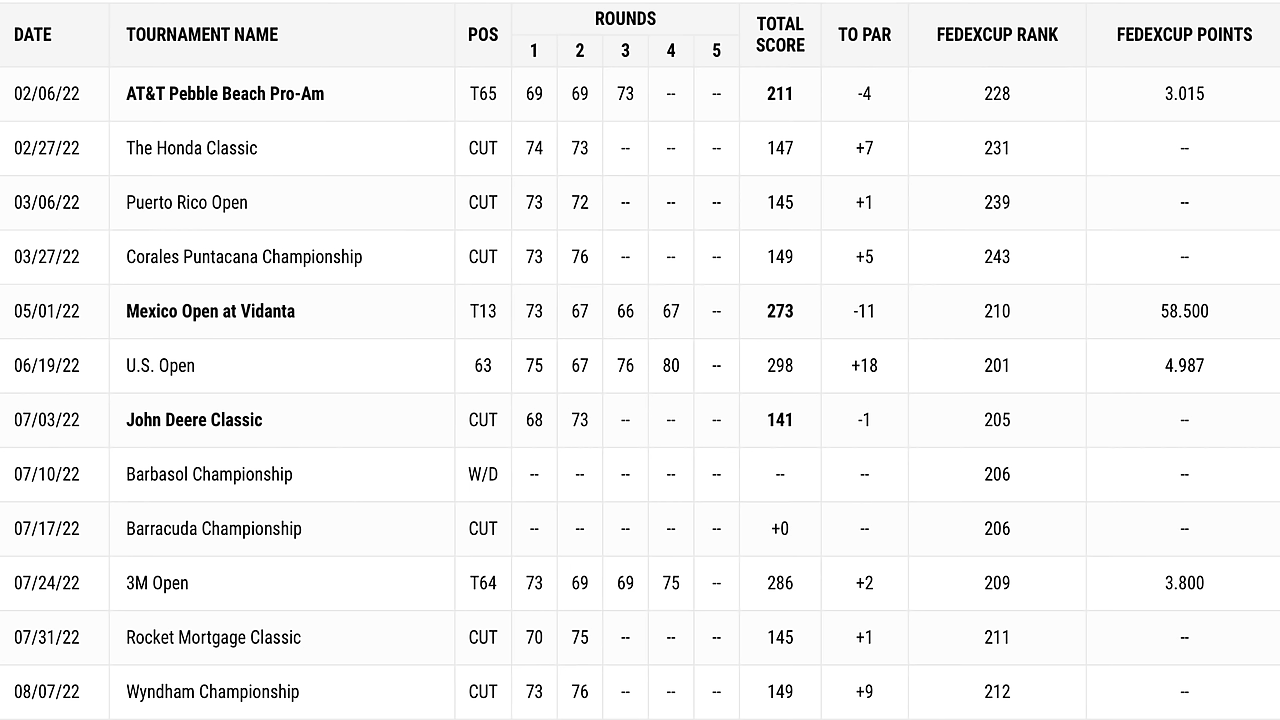 DATE TOURNAMENT NAME POS ROUNDS 1 2 3 4 5 TOTAL SCORE TO PAR FEDEXCUP RANK FEDEXCUP POINTS
02/06/22 AT&T Pebble Beach Pro-Am T65 69 69 73 -- -- 211 -4 228 3.015
02/27/22 The Honda Classic CUT 74 73 -- -- -- 147 +7 231 --
03/06/22 Puerto Rico Open CUT 73 72 -- -- -- 145 +1 239 --
03/27/22 Corales Puntacana Championship CUT 73 76 -- -- -- 149 +5 243 --
05/01/22 Mexico Open at Vidanta T13 73 67 66 67 -- 273 -11 210 58.500
06/19/22 U.S. Open 63 75 67 76 80 -- 298 +18 201 4.987
07/03/22 John Deere Classic CUT 68 73 -- -- -- 141 -1 205 --
07/10/22 Barbasol Championship W/D -- -- -- -- -- -- -- 206 --
07/17/22 Barracuda Championship CUT -- -- -- -- -- +0 -- 206 --
07/24/22 3M Open T64 73 69 69 75 -- 286 +2 209 3.800
07/31/22 Rocket Mortgage Classic CUT 70 75 -- -- -- 145 +1 211 --
08/07/22 Wyndham Championship CUT 73 76 -- -- -- 149 +9 212 --